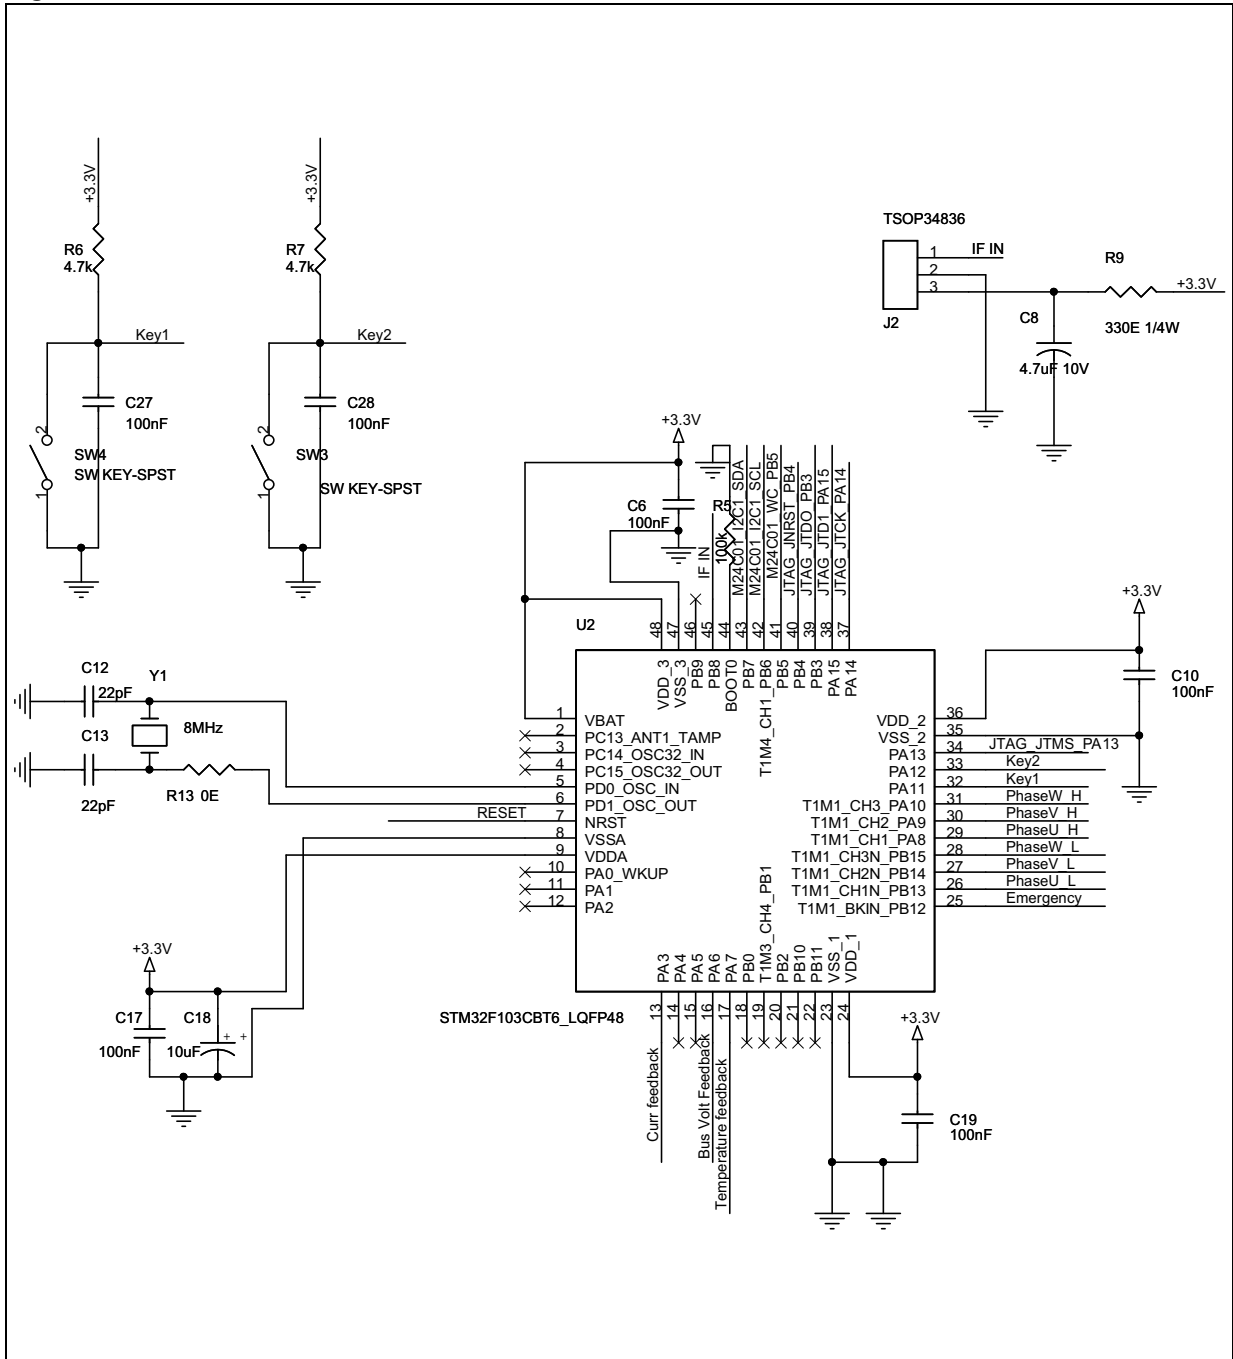 +3.3V
R6
4.7k
Key1
C27
100nF
2
1
SW4
SW KEY-SPST
+3.3V
R7
4.7k
Key2
C28
100nF
2
1
SW3
SW KEY-SPST
TSOP34836
1
2
3
IF IN
J2
R9
330E 1/4W
+3.3V
C8
4.7uF 10V
+3.3V
C6
100nF
R5
100k
IF IN
M24C01_I2C1_SDA
M24C01_I2C1_SCL
M24C01_WC_PB5
JTAG_JNRST_PB4
JTAG_JTDO_PB3
JTAG_JTD1_PA15
JTAG_JTCK_PA14
U2
48
47
46
45
44
43
42
41
40
39
38
37
VDD_3
VSS_3
PB9
PB8
BOOT0
PB7
T1M4_CH1_PB6
PB5
PB4
PB3
PA15
PA14
+3.3V
C10
100nF
C12
22pF
Y1
8MHz
C13
22pF
R13 0E
RESET
1 VBAT
2 PC13_ANT1_TAMP
3 PC14_OSC32_IN
4 PC15_OSC32_OUT
5 PD0_OSC_IN
6 PD1_OSC_OUT
7 NRST
8 VSSA
9 VDDA
10 PA0_WKUP
11 PA1
12 PA2
VDD_2 36
VSS_2 35
PA13 34 JTAG_JTMS_PA13
PA12 33 Key2
PA11 32 Key1
T1M1_CH3_PA10 31 PhaseW_H
T1M1_CH2_PA9 30 PhaseV_H
T1M1_CH1_PA8 29 PhaseU_H
T1M1_CH3N_PB15 28 PhaseW_L
T1M1_CH2N_PB14 27 PhaseV_L
T1M1_CH1N_PB13 26 PhaseU_L
T1M1_BKIN_PB12 25 Emergency
PA3
PA4
PA5
PA6
PA7
PB0
T1M3_CH4_PB1
PB2
PB10
PB11
VSS_1
VDD_1
13
14
15
16
17
18
19
20
21
22
23
24
STM32F103CBT6_LQFP48
Curr feedback
Bus Volt Feedback
Temperature feedback
+3.3V
C17
100nF
C18
10uF
+ +
+3.3V
C19
100nF